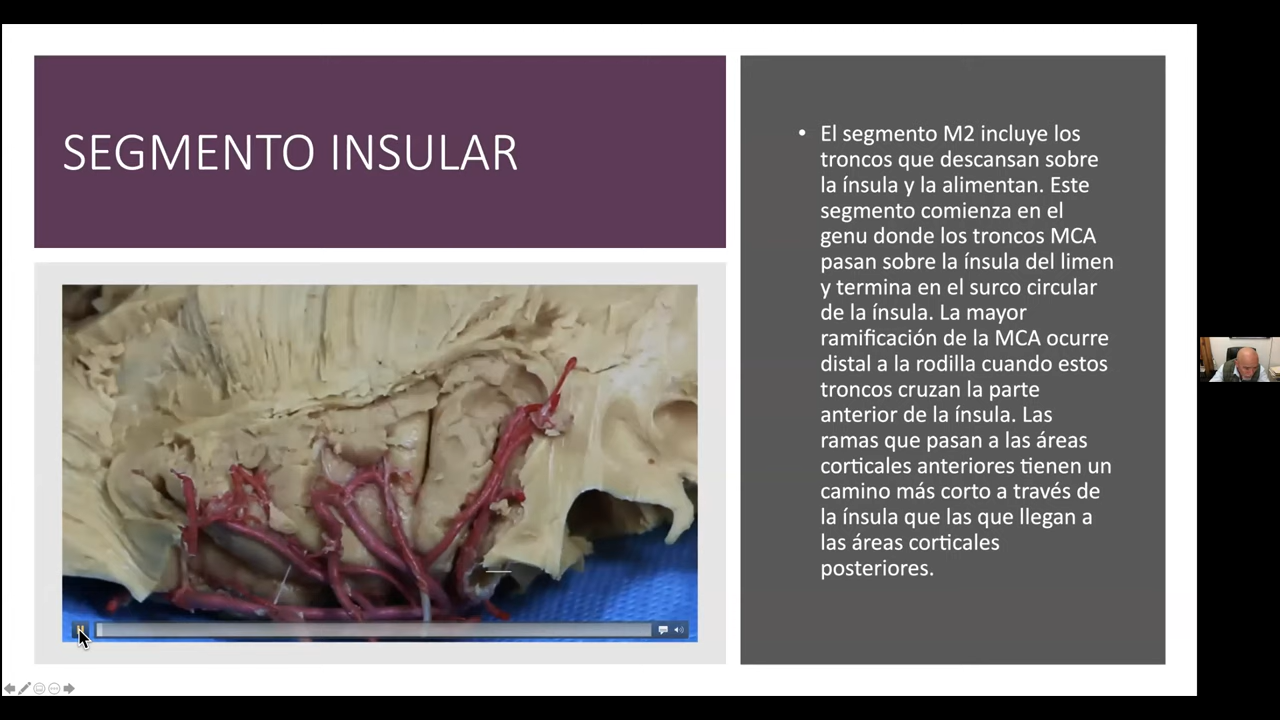 SEGMENTO INSULAR
• El segmento M2 incluye los
troncos que descansan sobre
la ínsula y la alimentan. Este
segmento comienza en el
genu donde los troncos MCA
pasan sobre la ínsula del limen
y termina en el surco circular
de la ínsula. La mayor
ramificación de la MCA ocurre
distal a la rodilla cuando estos
troncos cruzan la parte
anterior de la ínsula. Las
ramas que pasan a las áreas
corticales anteriores tienen un
camino más corto a través de
la ínsula que las que llegan a
las áreas corticales
posteriores.